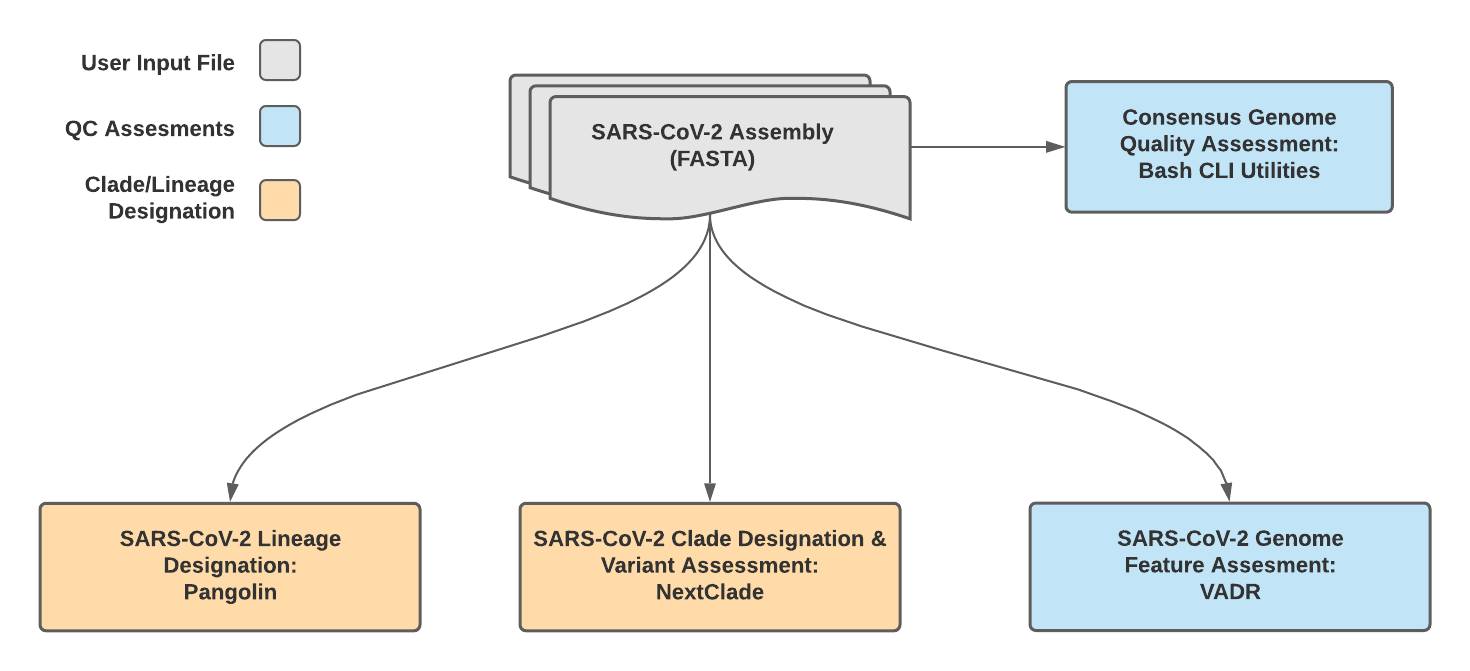 User Input File
QC Assesments
Clade/Lineage
Designation
SARS-CoV-2 Assembly
(FASTA)
Consensus Genome
Quality Assessment:
Bash CLI Utilities
SARS-CoV-2 Lineage
Designation:
Pangolin
SARS-CoV-2 Clade Designation &
Variant Assessment:
NextClade
SARS-CoV-2 Genome
Feature Assesment:
VADR